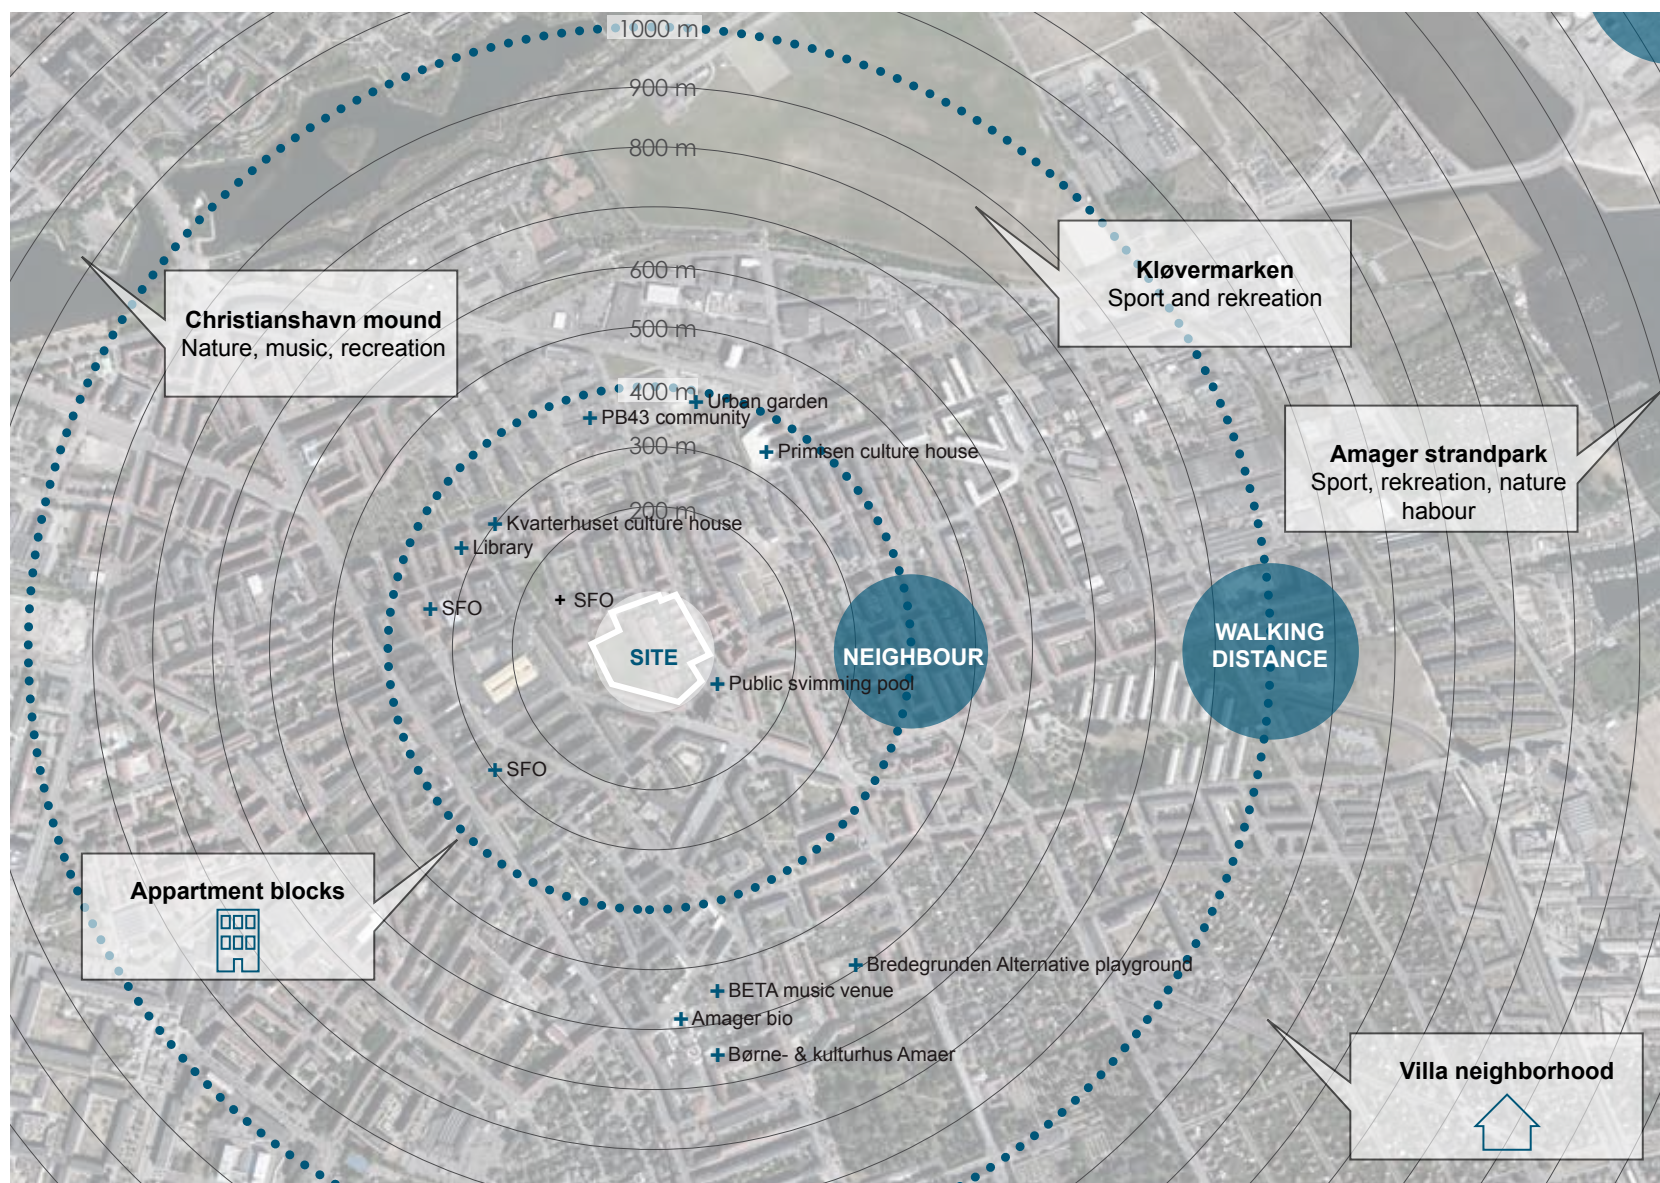 1000 m
900 m
800 m
600 m
500 m
400 m
300 m
200 m
Kløvermarken
Sport and rekreation
Christianshavn mound
Nature, music, recreation
Urban garden
PB43 community
Primisen culture house
Amager strandpark
Sport, rekreation, nature
habour
Kvarterhuset culture house
Library
SFO
SFO
SITE
NEIGHBOUR
WALKING
DISTANCE
Public svimming pool
SFO
Appartment blocks
Bredegrunden Alternative playground
BETA music venue
Amager bio
Børne- & kulturhus Amaer
Villa neighborhood